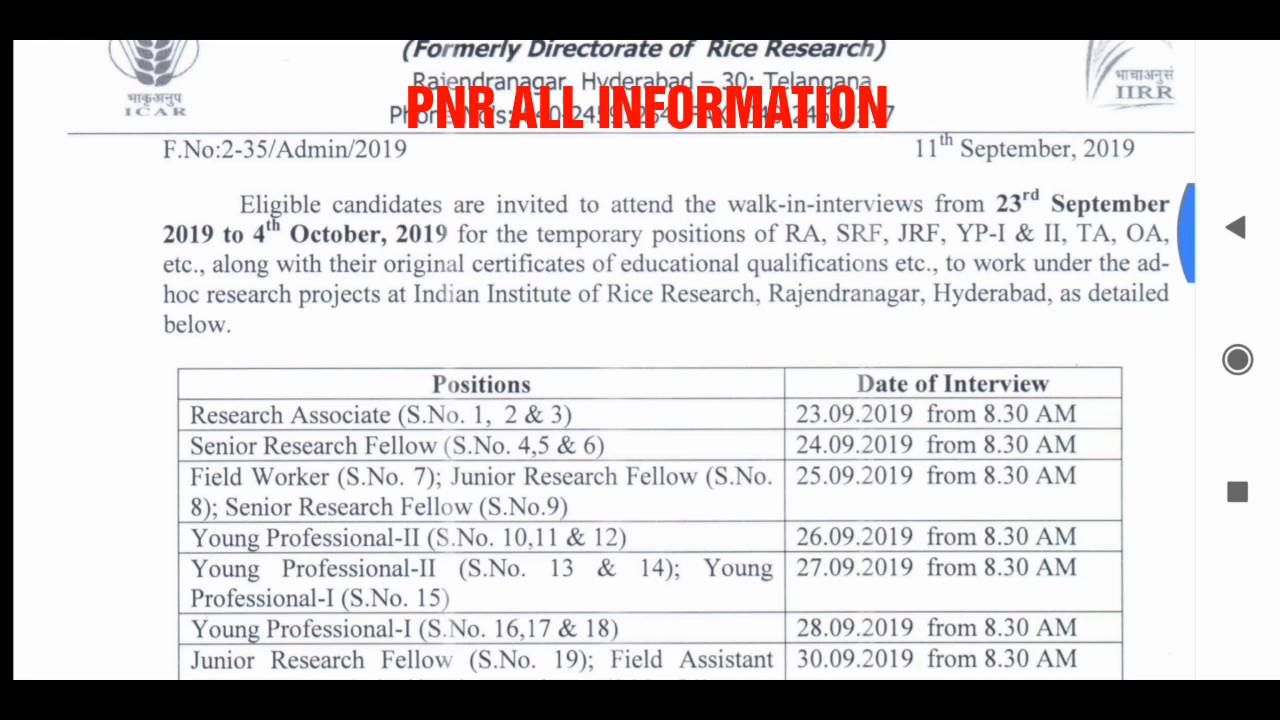 (Formerly Directorate of Rice Research)
Rajendranagar, Hyderabad – 30: Telangana
PNR ALL INFORMATION
भाकृअनुप
ICAR
भाचाअनुसं
IIRR
F.No:2-35/Admin/2019
11th September, 2019
Eligible candidates are invited to attend the walk-in-interviews from 23rd September
2019 to 4th October, 2019 for the temporary positions of RA, SRF, JRF, YP-I & II, TA, OA,
etc., along with their original certificates of educational qualifications etc., to work under the ad-
hoc research projects at Indian Institute of Rice Research, Rajendranagar, Hyderabad, as detailed
below.
Positions
Date of Interview
Research Associate (S.No. 1, 2 & 3)
23.09.2019 from 8.30 AM
Senior Research Fellow (S.No. 4,5 & 6)
24.09.2019 from 8.30 AM
Field Worker (S.No. 7); Junior Research Fellow (S.No.
8); Senior Research Fellow (S.No.9)
25.09.2019 from 8.30 AM
Young Professional-II (S.No. 10,11 & 12)
26.09.2019 from 8.30 AM
Young Professional-II (S.No. 13 & 14); Young
Professional-I (S.No. 15)
27.09.2019 from 8.30 AM
Young Professional-I (S.No. 16,17 & 18)
28.09.2019 from 8.30 AM
Junior Research Fellow (S.No. 19); Field Assistant
30.09.2019 from 8.30 AM